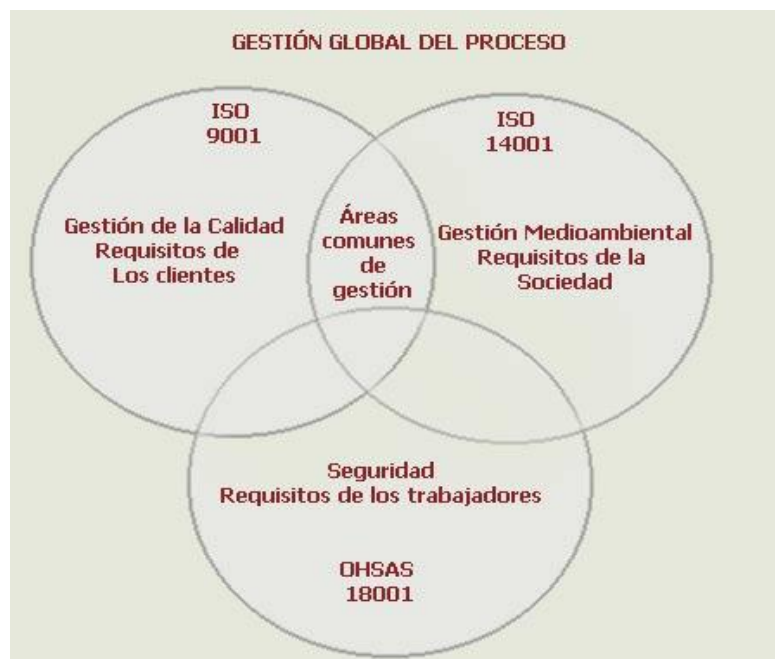 GESTIÓN GLOBAL DEL PROCESO
ISO
9001
Gestión de la Calidad
Requisitos de
Los clientes
Áreas
comunes
de
gestión
ISO
14001
Gestión Medioambiental
Requisitos de la
Sociedad
Seguridad
Requisitos de los trabajadores
OHSAS
18001